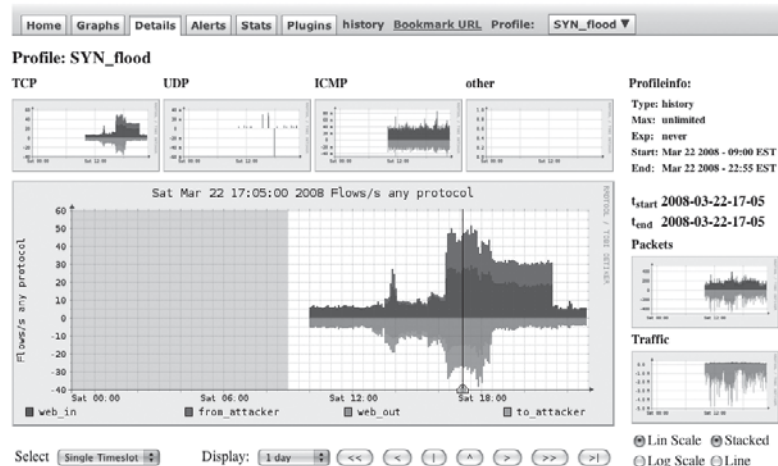 Home Graphs Details Alerts Stats Plugins history Bookmark URL Profile: SYN_flood ▼
Profile: SYN_flood
TCP UDP ICMP other
Profileinfo:
Type: history
Max: unlimited
Exp: never
Start: Mar 22 2008 - 09:00 EST
End: Mar 22 2008 - 22:55 EST
tstart 2008-03-22-17-05
tend 2008-03-22-17-05
Packets
Traffic
Sat Mar 22 17:05:00 2008 Flows/s any protocol
Flows/s any protocol
60
50
40
30
20
10
0
-10
-20
-30
-40
Sat 00:00 Sat 06:00 Sat 12:00 Sat 18:00
web_in from_attacker web_out to_attacker
RRDTOOL / TOBI OETIKER
Lin Scale Stacked
Log Scale Line
Select Single Timeslot Display: 1 day << < | ^ > >> >|